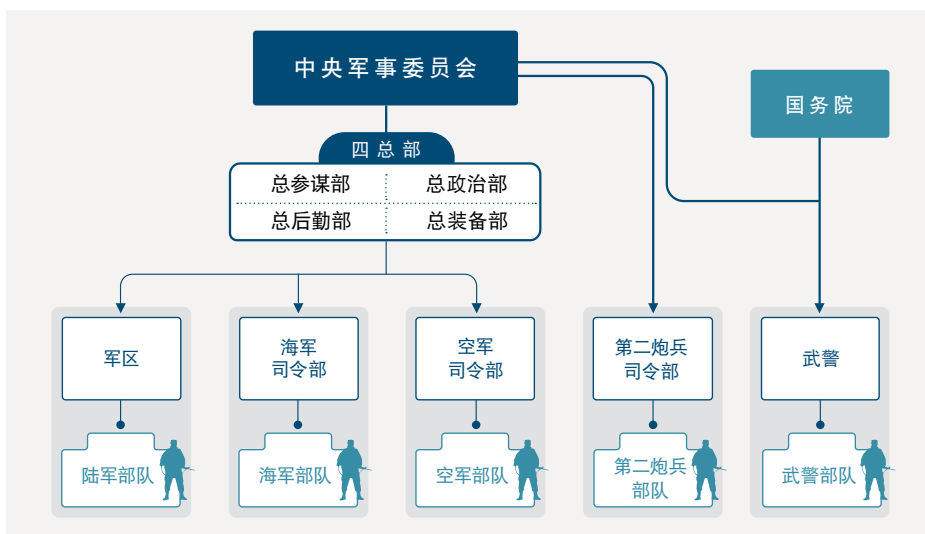 中央军事委员会
国务院
四总部
总参谋部 总政治部
总后勤部 总装备部
军区
海军
司令部
空军
司令部
第二炮兵
司令部
武警
陆军部队
海军部队
空军部队
第二炮兵
部队
武警部队